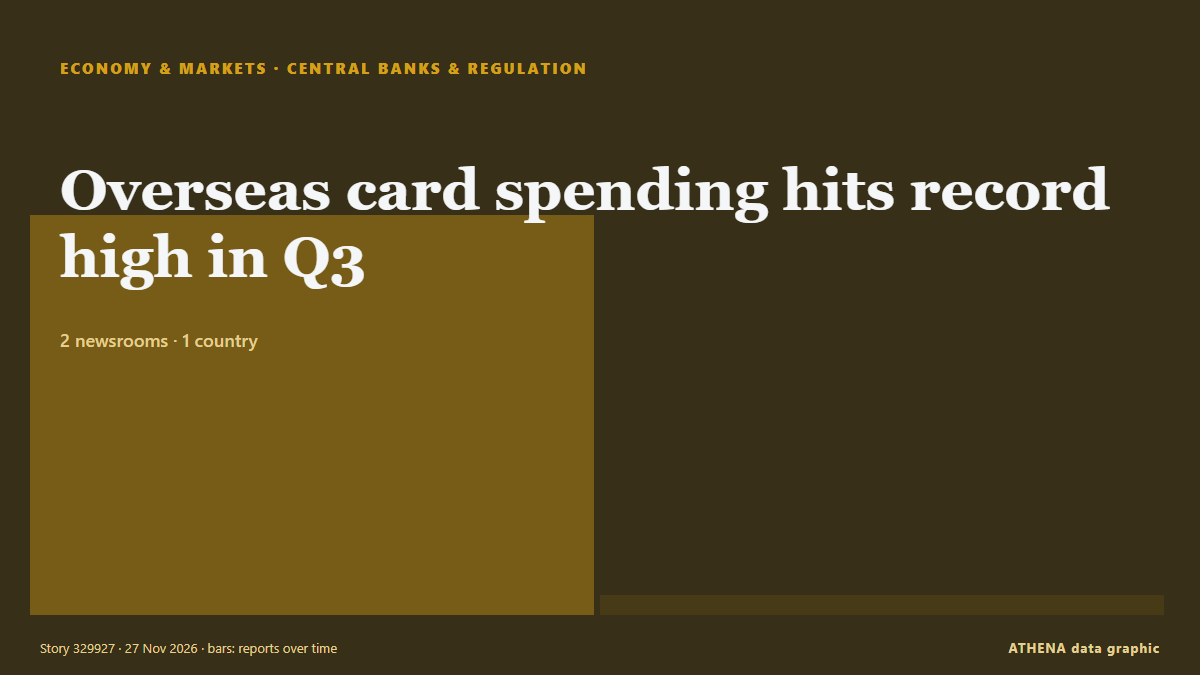 ECONOMY & MARKETS · CENTRAL BANKS & REGULATION
Overseas card spending hits record
high in Q3
2 newsrooms · 1 country
Story 329927 · 27 Nov 2026 · bars: reports over time
ATHENA data graphic